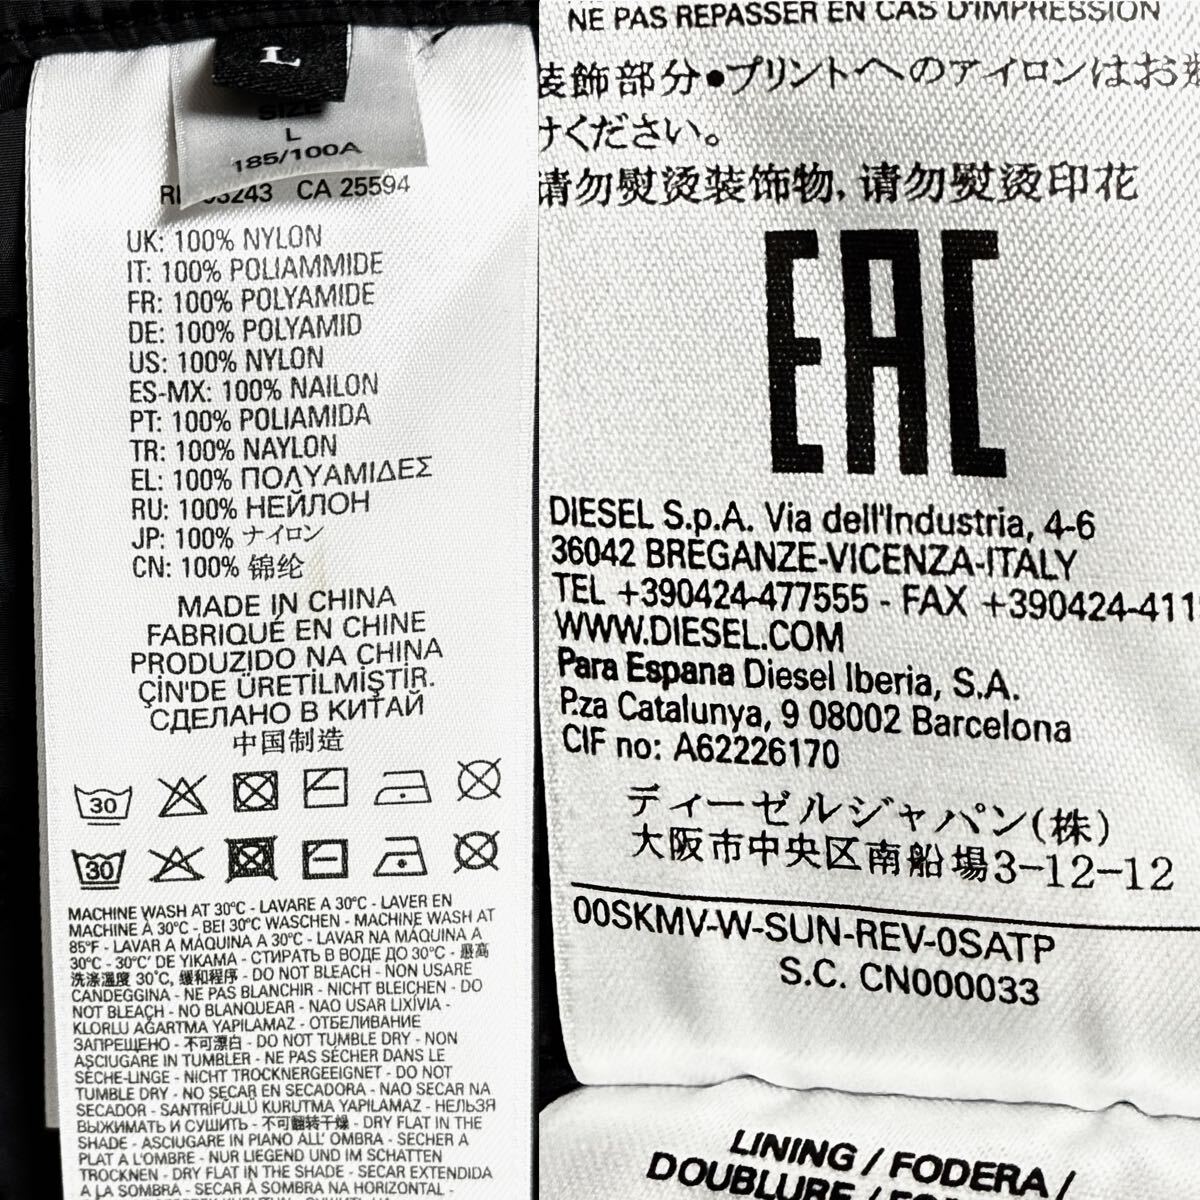 L
SIZE
L
185/100A
CA 25594
UK: 100% NYLON
IT: 100% POLIAMMIDE
FR: 100% POLYAMIDE
DE: 100% POLYAMID
US: 100% NYLON
ES-MX: 100% NAILON
PT: 100% POLIAMIDA
TR: 100% NAYLON
EL: 100% ΠΟΛΥΑΜΙΔΕΣ
RU: 100% НЕЙЛОН
JP: 100% ナイロン
CN: 100% 锦纶
MADE IN CHINA
FABRIQUÉ EN CHINE
PRODUZIDO NA CHINA
ÇİN'DE ÜRETİLMİŞTİR.
СДЕЛАНО В КИТАЙ
中国制造
30
30
MACHINE WASH AT 30°C - LAVARE A 30°C - LAVER EN
MACHINE A 30°C - BEI 30°C WASCHEN - MACHINE WASH AT
85°F - LAVAR A MÁQUINA A 30°C - LAVAR NA MÁQUINA A
30°C - 30°C' DE YIKAMA - СТИРАТЬ В ВОДЕ ДО 30°C - 最高
洗涤温度 30°C, 缓和程序 - DO NOT BLEACH - NON USARE
CANDEGGINA - NE PAS BLANCHIR - NICHT BLEICHEN - DO
NOT BLEACH - NO BLANQUEAR - NAO USAR LIXÍVIA -
KLORLU AĞARTMA YAPILAMAZ - ОТБЕЛИВАНИЕ
ЗАПРЕЩЕНО - 不可漂白 - DO NOT TUMBLE DRY - NON
ASCIUGARE IN TUMBLER - NE PAS SÉCHER DANS LE
SÈCHE-LINGE - NICHT TROCKNERGEEIGNET - DO NOT
TUMBLE DRY - NO SECAR EN SECADORA - NAO SECAR NA
SECADOR - SANTRİFÜJLÜ KURUTMA YAPILAMAZ - НЕЛЬЗЯ
ВЫЖИМАТЬ И СУШИТЬ - 不可翻转干燥 - DRY FLAT IN THE
SHADE - ASCIUGARE IN PIANO ALL' OMBRA - SECHER A
PLAT A L'OMBRE - NUR LIEGEND UND IM SCHATTEN
TROCKNEN - DRY FLAT IN THE SHADE - SECAR EXTENDIDA
A LA SOMBRA - SECAR À SOMBRA NA HORIZONTAL -
NE PAS REPASSER EN CAS D'IMPRESSION
装飾部分●プリントへのアイロンはお避
けください。
请勿熨烫装饰物, 请勿熨烫印花
EAC
DIESEL S.p.A. Via dell'Industria, 4-6
36042 BREGANZE-VICENZA-ITALY
TEL +390424-477555 - FAX +390424-411
WWW.DIESEL.COM
Para Espana Diesel Iberia, S.A.
P.za Catalunya, 9 08002 Barcelona
CIF no: A62226170
ディーゼルジャパン(株)
大阪市中央区南船場3-12-12
00SKMV-W-SUN-REV-0SATP
S.C. CN000033
LINING / FODERA /
DOUBLURE /